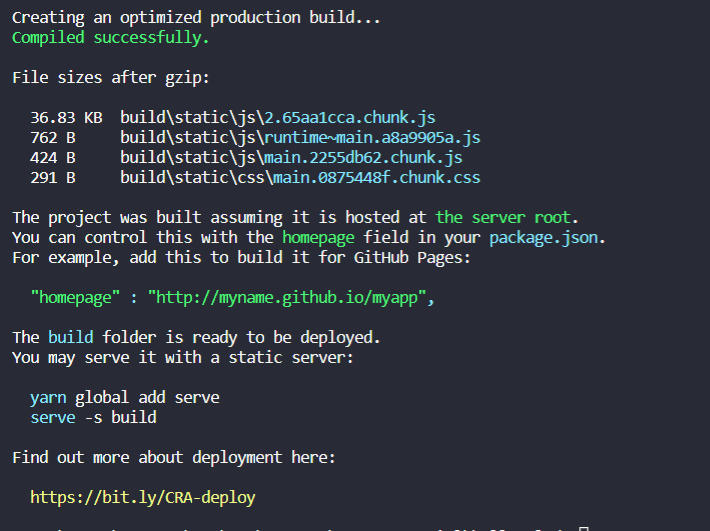 Creating an optimized production build...
Compiled successfully.
File sizes after gzip:
36.83 KB build\static\js\2.65aa1cca.chunk.js
762 B build\static\js\runtime~main.a8a9905a.js
424 B build\static\js\main.2255db62.chunk.js
291 B build\static\css\main.0875448f.chunk.css
The project was built assuming it is hosted at the server root.
You can control this with the homepage field in your package.json.
For example, add this to build it for GitHub Pages:
"homepage" : "http://myname.github.io/myapp",
The build folder is ready to be deployed.
You may serve it with a static server:
yarn global add serve
serve -s build
Find out more about deployment here:
https://bit.ly/CRA-deploy